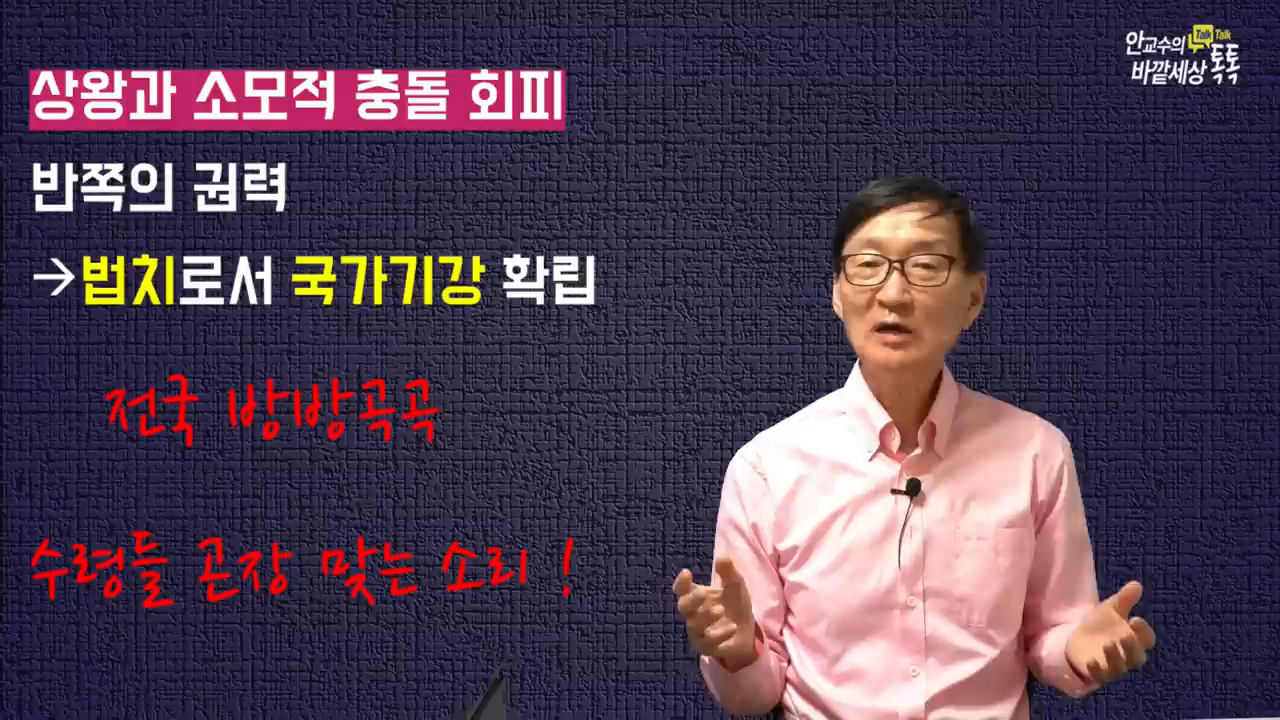 상왕과 소모적 충돌 회피
반쪽의 권력
→법치로서 국가기강 확립
전국 방방곡곡
수령들 곤장 맞는 소리 !
안교수의 Talk Talk
바깥세상 톡톡